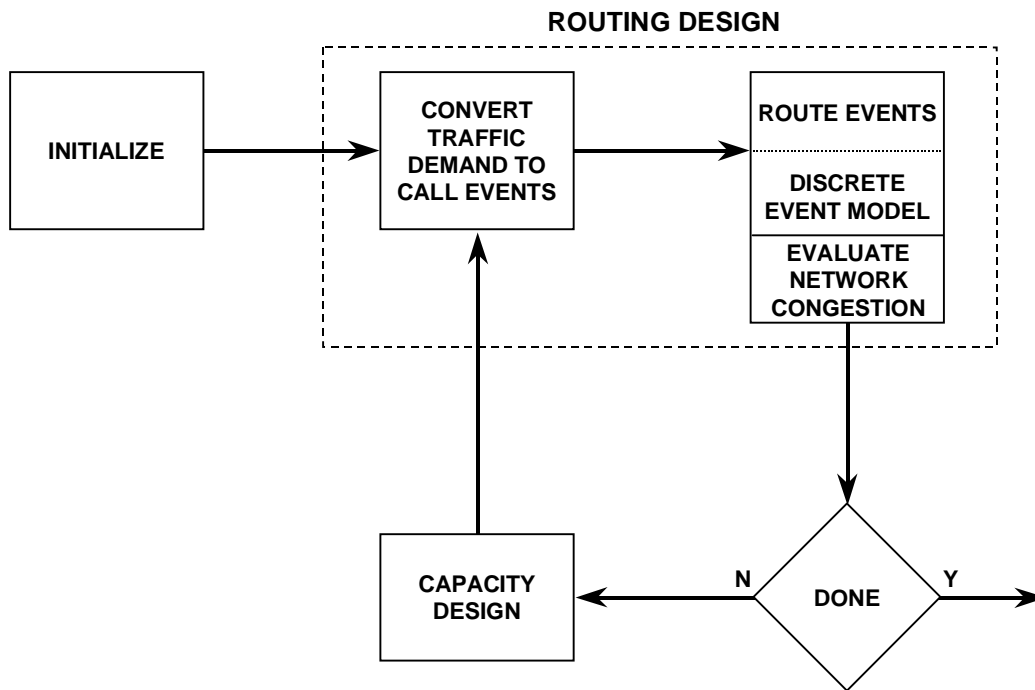 ROUTING DESIGN
INITIALIZE
CONVERT
TRAFFIC
DEMAND TO
CALL EVENTS
ROUTE EVENTS
DISCRETE
EVENT MODEL
EVALUATE
NETWORK
CONGESTION
CAPACITY
DESIGN
N
DONE
Y